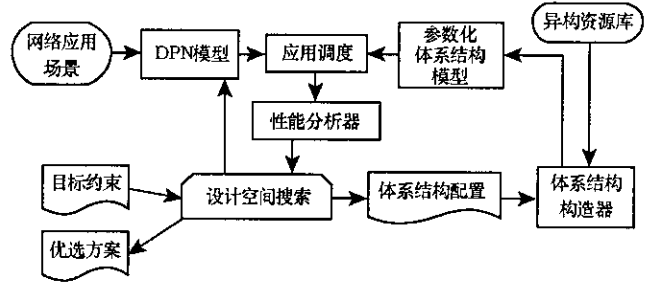 网络应用
场景
DPN模型
应用调度
参数化
体系结构
模型
异构资源库
性能分析器
目标约束
设计空间搜索
体系结构配置
体系结构
构造器
优选方案